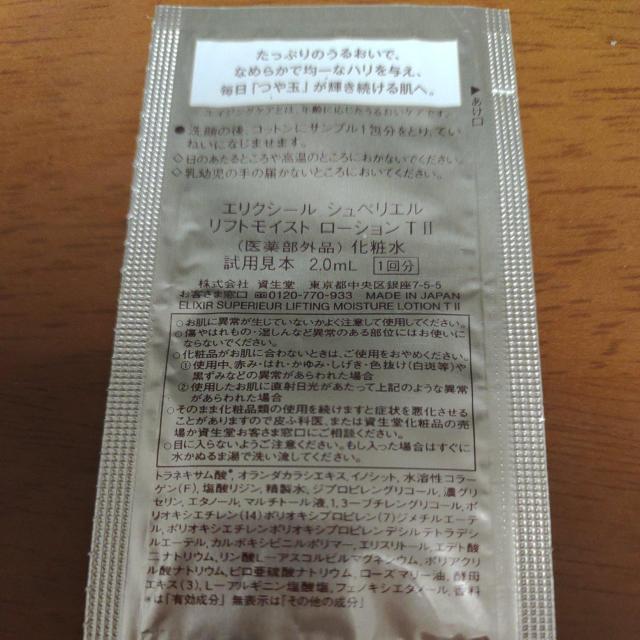 たっぷりのうるおいで、
なめらかで均一なハリを与え、
毎日「つや玉」が輝き続ける肌へ。
エイジングケアとは、年齢に応じたうるおいケアです。
▶あけ口
●洗顔の後、コットンにサンプル1包分をとり、てい
ねいになじませます。
◇日のあたるところや高温のところにおかないでください。
◇乳幼児の手の届かないところにおいてください。
エリクシール シュペリエル
リフトモイスト ローション T II
(医薬部外品) 化粧水
試用見本 2.0mL 1回分
株式会社 資生堂 東京都中央区銀座7-5-5
お客さま窓口 0120-770-933 MADE IN JAPAN
ELIXIR SUPERIEUR LIFTING MOISTURE LOTION T II
○お肌に異常が生じていないかよく注意して使用してください。
○傷やはれもの・湿しん など異常のある部位にはお使いに
ならないでください。
○化粧品がお肌に合わないときは、ご使用をおやめください。
①使用中、赤み・はれ・かゆみ・しげき・色抜け(白斑等)や
黒ずみなどの異常があらわれた場合
②使用したお肌に直射日光があたって上記のような異常
があらわれた場合
○そのまま化粧品類の使用を続けますと症状を悪化させる
ことがありますので皮ふ科医、または資生堂化粧品の売
場か資生堂お客さま窓口にご相談ください。
○目に入らないようご注意ください。もし入った場合はすぐに
水かぬるま湯で洗い流してください。
トラネキサム酸*、オランダカラシエキス、イノシット、水溶性コラー
ゲン(F)、塩酸リジン、精製水、ジプロピレングリコール、濃グリ
セリン、エタノール、マルチトール液、1,3-ブチレングリコール、ポ
リオキシエチレン(14)ポリオキシプロピレン(7)ジメチルエーテ
ル、ポリオキシエチレンポリオキシプロピレンデシルテトラデシ
ルエーテル、カルボキシビニルポリマー、エリスリトール、エデト酸
二ナトリウム、リン酸L-アスコルビルマグネシウム、ポリアクリ
ル酸ナトリウム、ピロ亜硫酸ナトリウム、ローズマリー油、酵母
エキス(3)、L-アルギニン塩酸塩、フェノキシエタノール、香料
*は「有効成分」無表示は「その他の成分」